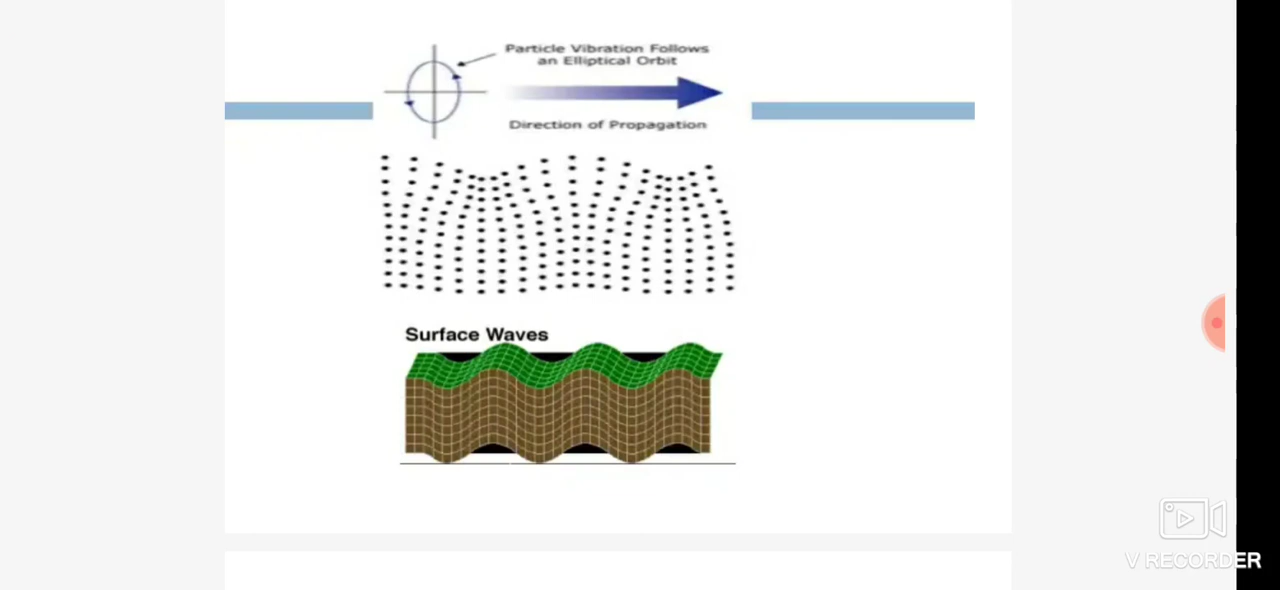 Particle Vibration Follows
an Elliptical Orbit
Direction of Propagation
Surface Waves
V RECORDER